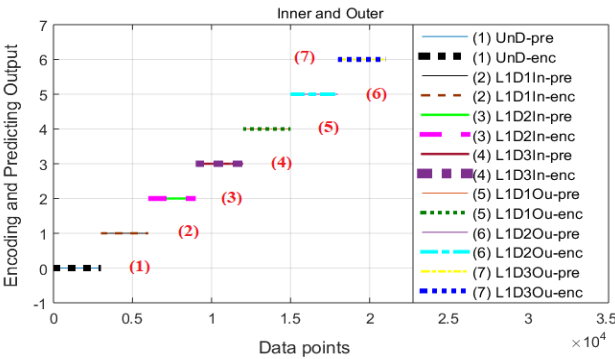 Inner and Outer
Encoding and Predicting Output
7
6
5
4
3
2
1
0
-1
(7)
(6)
(5)
(4)
(3)
(2)
(1)
(1) UnD-pre
(1) UnD-enc
(2) L1D1In-pre
(2) L1D1In-enc
(3) L1D2In-pre
(3) L1D2In-enc
(4) L1D3In-pre
(4) L1D3In-enc
(5) L1D1Ou-pre
(5) L1D1Ou-enc
(6) L1D2Ou-pre
(6) L1D2Ou-enc
(7) L1D3Ou-pre
(7) L1D3Ou-enc
0 0.5 1 1.5 2 2.5 3 3.5
×10^4
Data points